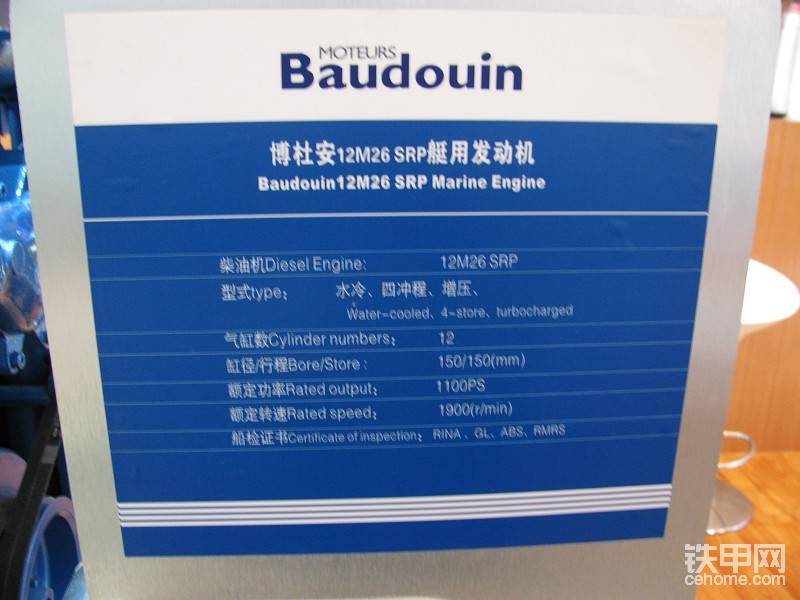 MOTEURS
Baudouin
博杜安12M26 SRP艇用发动机
Baudouin12M26 SRP Marine Engine
柴油机Diesel Engine: 12M26 SRP
型式type: 水冷、四冲程、增压、
Water-cooled、4-store、turbocharged
气缸数Cylinder numbers: 12
缸径/行程Bore/Store: 150/150(mm)
额定功率Rated output: 1100PS
额定转速Rated speed: 1900(r/min)
船检证书Certificate of inspection: RINA 、GL、ABS、RMRS
铁甲网
cehome.com